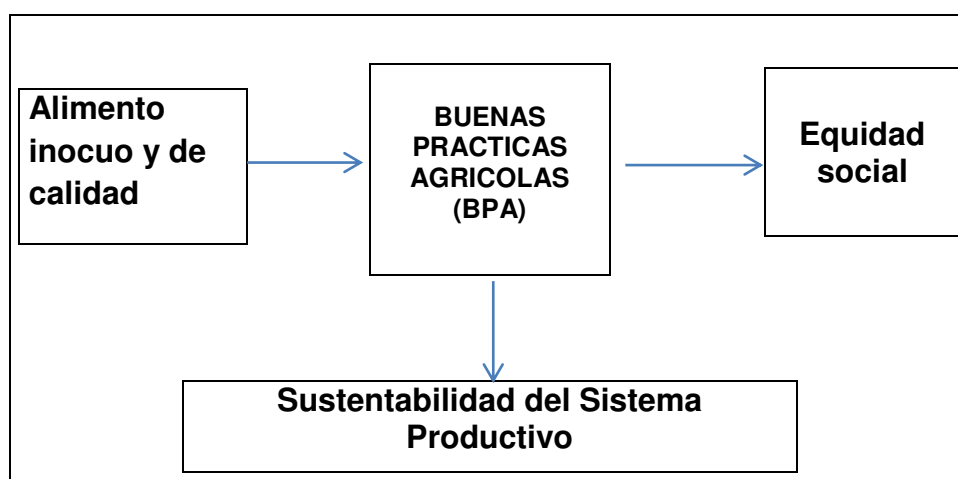 Alimento
inocuo y de
calidad
BUENAS
PRACTICAS
AGRICOLAS
(BPA)
Equidad
social
Sustentabilidad del Sistema
Productivo